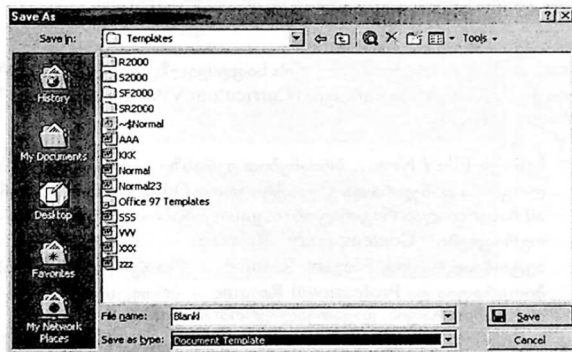 Save As
Save in: Templates Tools
R2000
S2000
SF2000
SR2000
~$Normal
AAA
KKK
Normal
Normal23
Office 97 Templates
SSS
VVV
XXX
zzz
History
My Documents
Desktop
Favorites
My Network Places
File name: Blankl Save
Save as type: Document Template Cancel